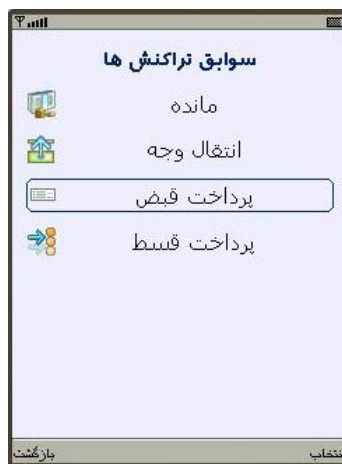 سوابق تراکنش ها
مانده
انتقال وجه
پرداخت قبض
پرداخت قسط
انتخاب
بازگشت